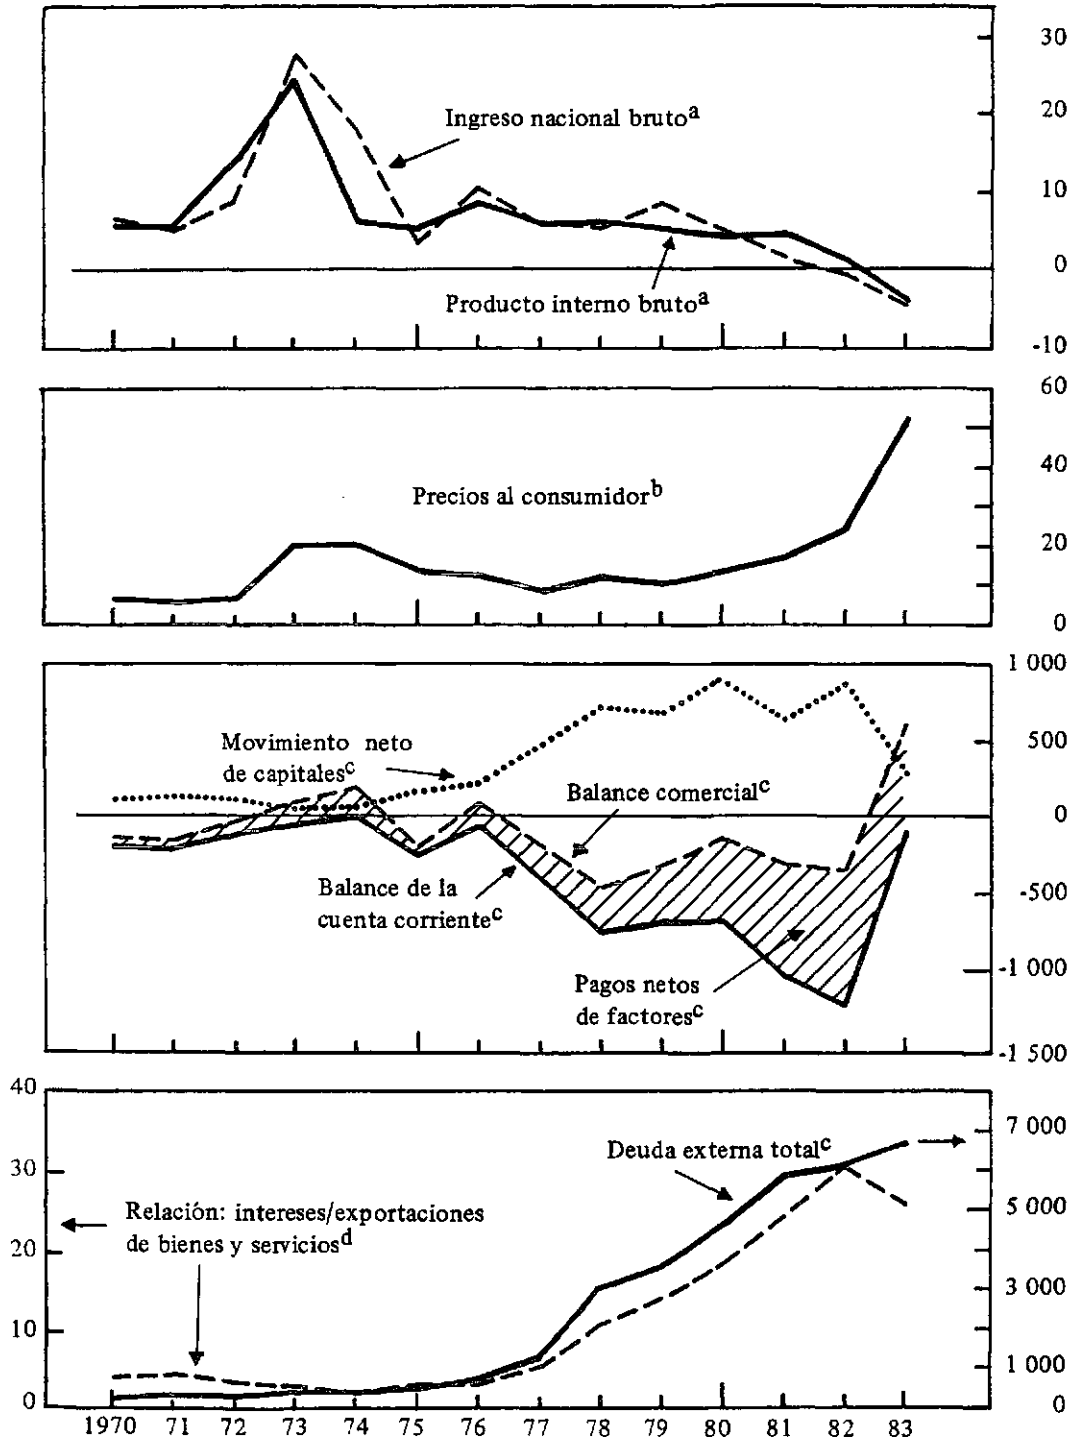 30
20
Ingreso nacional bruto^a
10
0
Producto interno bruto^a
-10
60
40
Precios al consumidor^b
20
0
1 000
Movimiento neto
de capitales^c
500
Balance comercial^c
0
Balance de la
cuenta corriente^c
-500
Pagos netos
de factores^c
-1 000
-1 500
40
7 000
Deuda externa total^c
30
Relación: intereses/exportaciones
de bienes y servicios^d
5 000
20
3 000
10
1 000
0
0
1970 71 72 73 74 75 76 77 78 79 80 81 82 83